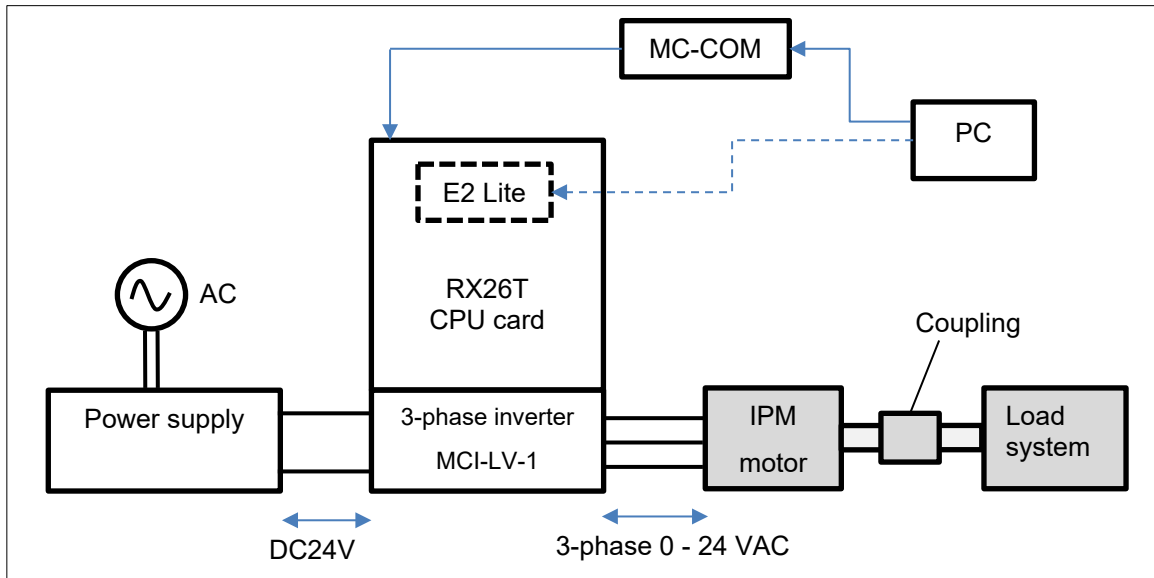 MC-COM
PC
E2 Lite
RX26T
CPU card
AC
Coupling
Power supply
3-phase inverter
MCI-LV-1
IPM
motor
Load
system
DC24V
3-phase 0 - 24 VAC